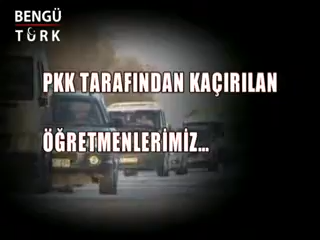 BENGÜ
TÜRK
PKK TARAFINDAN KAÇIRILAN
ÖĞRETMENLERİMİZ...